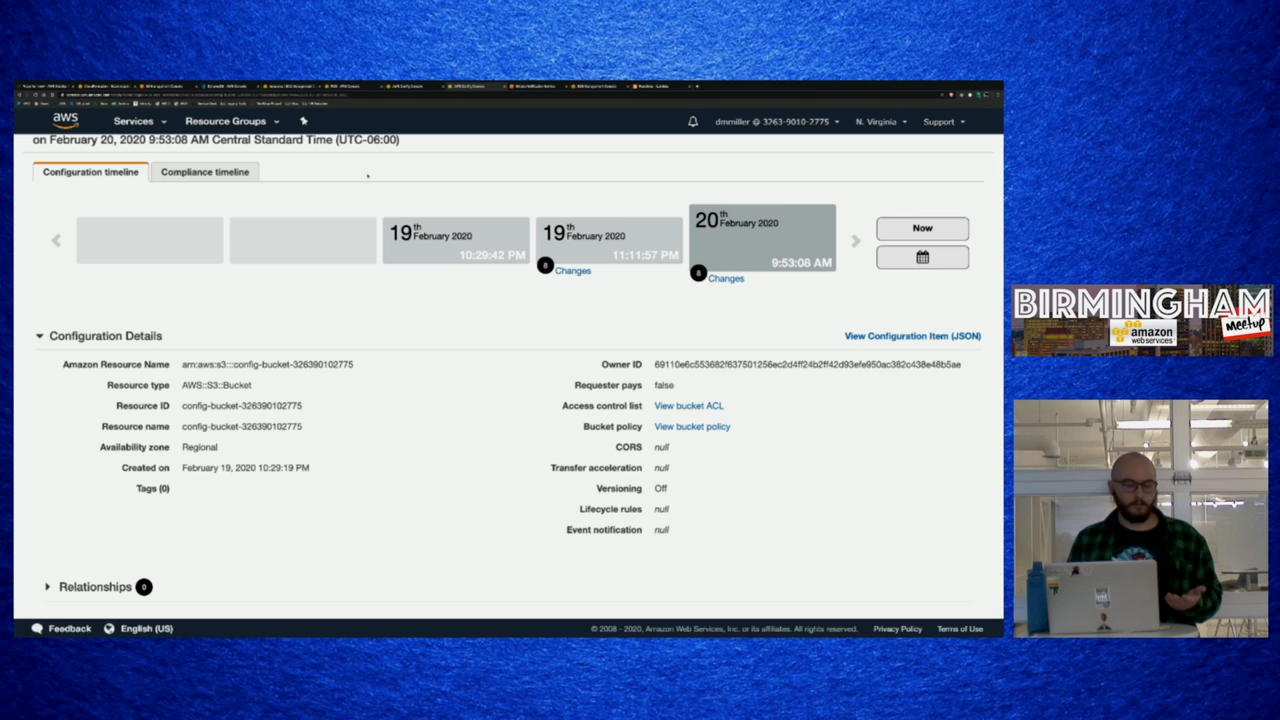 aws
Services
Resource Groups
dmmiller @ 3263-9010-2775
N. Virginia
Support
on February 20, 2020 9:53:08 AM Central Standard Time (UTC-06:00)
Configuration timeline
Compliance timeline
19th February 2020
10:29:42 PM
19th February 2020
11:11:57 PM
8 Changes
20th February 2020
9:53:08 AM
8 Changes
Now
Configuration Details
View Configuration Item (JSON)
Amazon Resource Name arn:aws:s3:::config-bucket-326390102775
Resource type AWS::S3::Bucket
Resource ID config-bucket-326390102775
Resource name config-bucket-326390102775
Availability zone Regional
Created on February 19, 2020 10:29:19 PM
Tags (0)
Owner ID 69110e6c553682f637501256ec2d4ff24b2ff42d93efe950ac382c438e48b5ae
Requester pays false
Access control list View bucket ACL
Bucket policy View bucket policy
CORS null
Transfer acceleration null
Versioning Off
Lifecycle rules null
Event notification null
Relationships 0
Feedback
English (US)
© 2008 - 2020, Amazon Web Services, Inc. or its affiliates. All rights reserved.
Privacy Policy
Terms of Use
BIRMINGHAM
amazon
webservices
Meetup